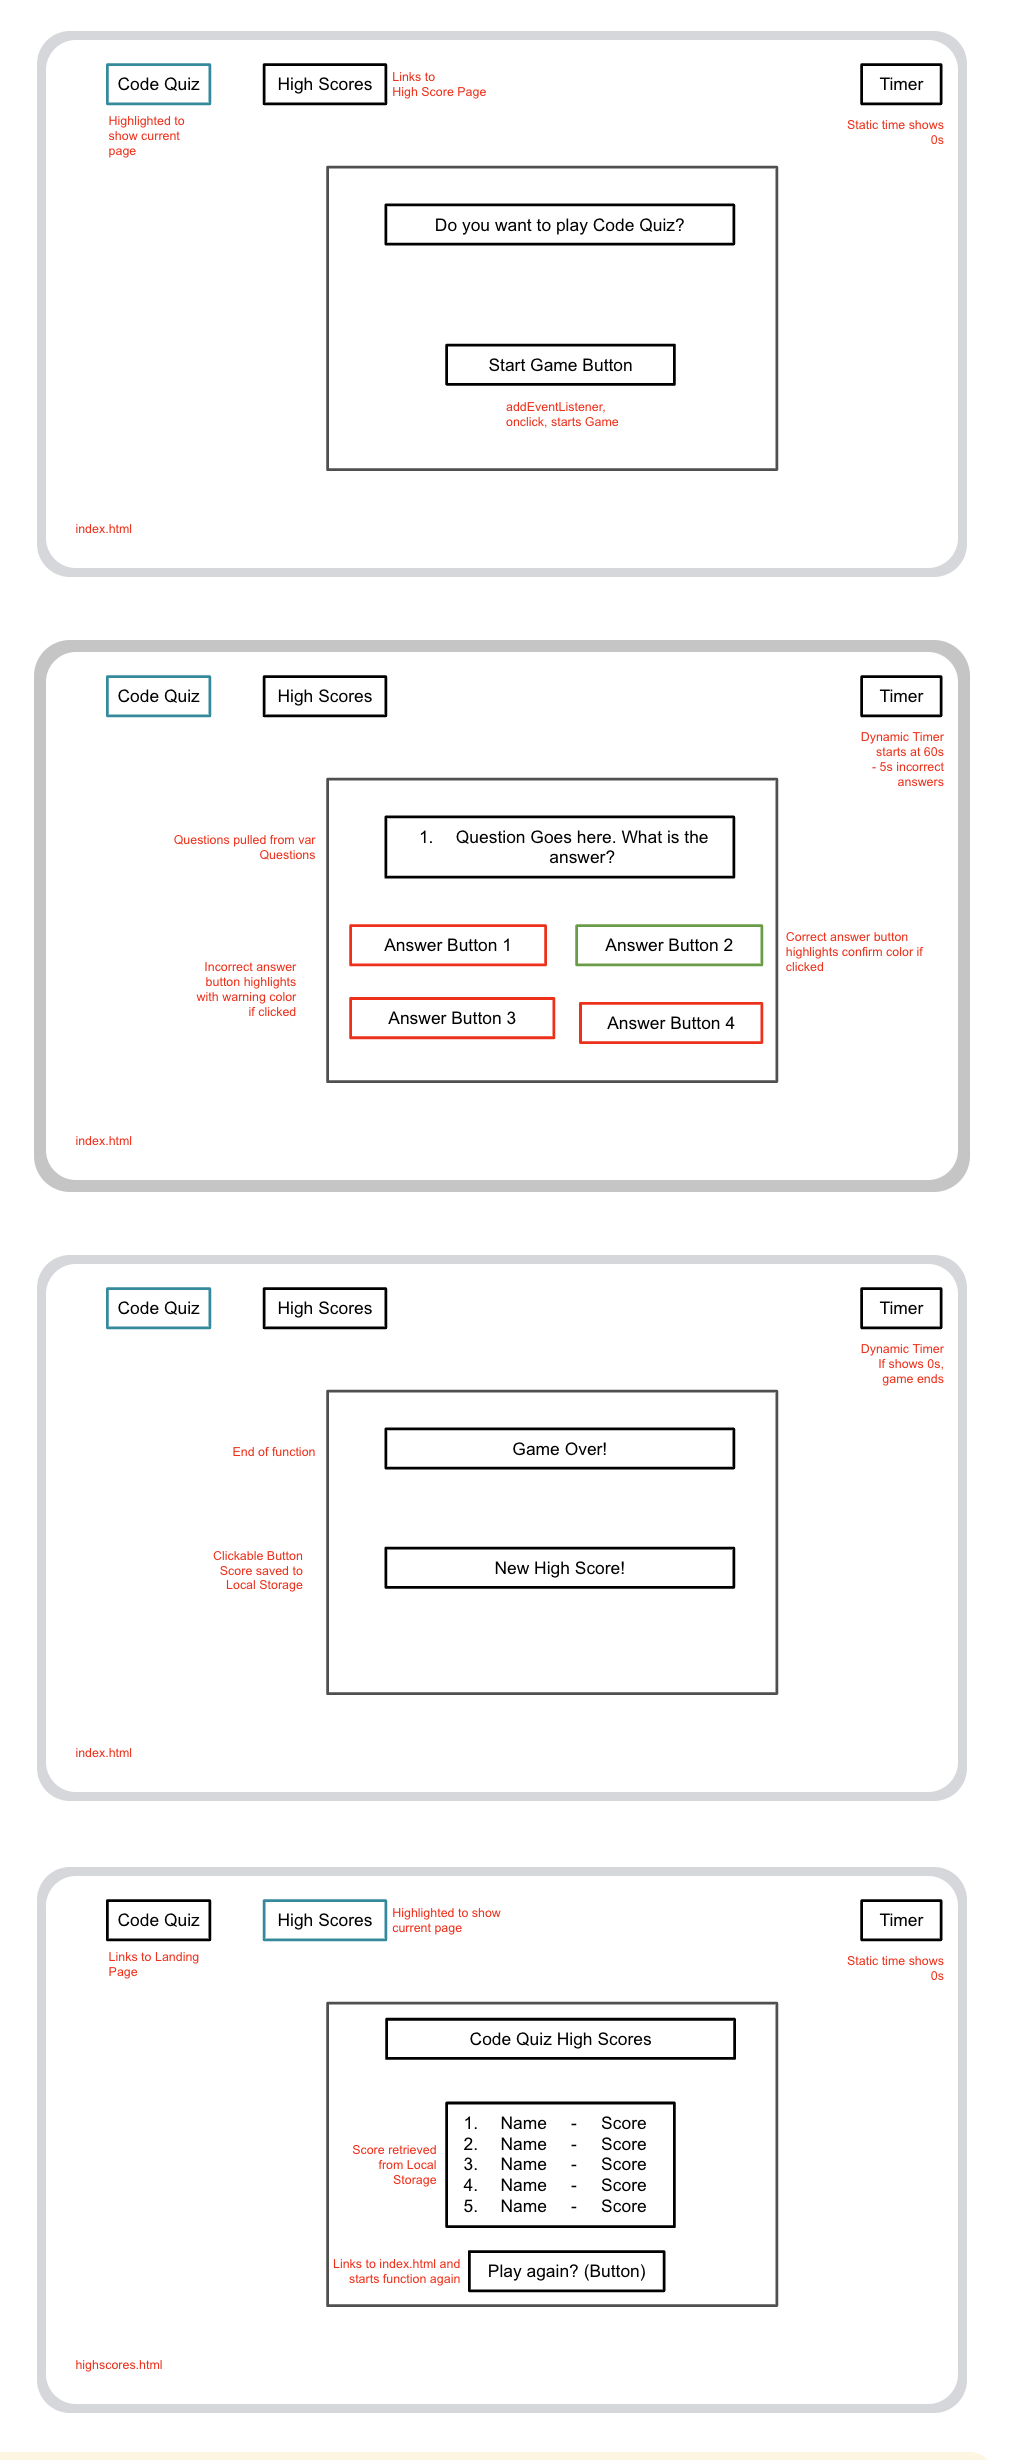 Code Quiz
High Scores
Links to
High Score Page
Timer
Highlighted to
show current
page
Static time shows
0s
Do you want to play Code Quiz?
Start Game Button
addEventListener,
onclick, starts Game
index.html
Code Quiz
High Scores
Timer
Dynamic Timer
starts at 60s
- 5s incorrect
answers
Questions pulled from var
Questions
1. Question Goes here. What is the
answer?
Answer Button 1
Answer Button 2
Correct answer button
highlights confirm color if
clicked
Incorrect answer
button highlights
with warning color
if clicked
Answer Button 3
Answer Button 4
index.html
Code Quiz
High Scores
Timer
Dynamic Timer
If shows 0s,
game ends
End of function
Game Over!
Clickable Button
Score saved to
Local Storage
New High Score!
index.html
Code Quiz
High Scores
Highlighted to show
current page
Timer
Links to Landing
Page
Static time shows
0s
Code Quiz High Scores
1. Name - Score
2. Name - Score
3. Name - Score
4. Name - Score
5. Name - Score
Score retrieved
from Local
Storage
Links to index.html and
starts function again
Play again? (Button)
highscores.html